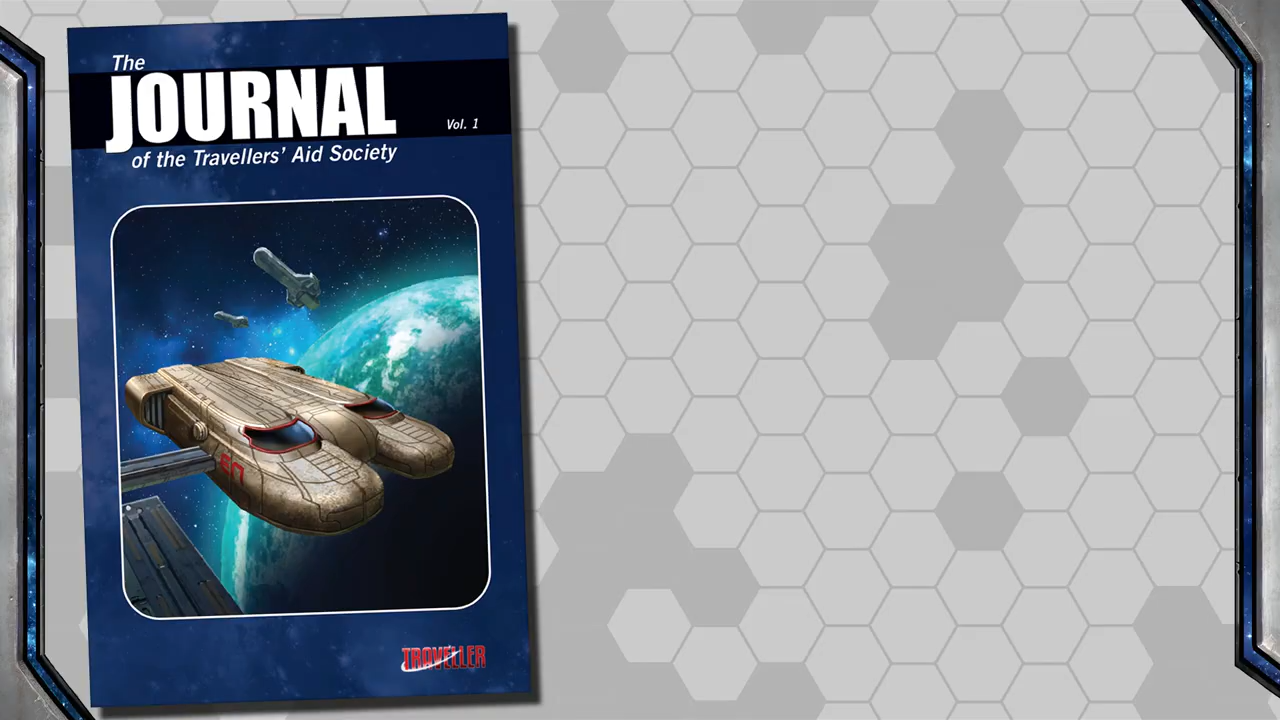 The
JOURNAL
Vol. 1
of the Travellers' Aid Society
TRAVELLER